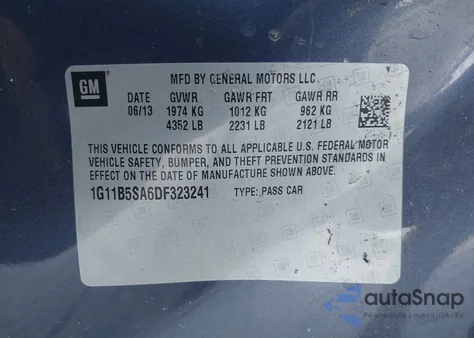 GM
MFD BY GENERAL MOTORS LLC
DATE GVWR GAWR FRT GAWR RR
06/13 1974 KG 1012 KG 962 KG
4352 LB 2231 LB 2121 LB
THIS VEHICLE CONFORMS TO ALL APPLICABLE U.S. FEDERAL MOTOR
VEHICLE SAFETY, BUMPER, AND THEFT PREVENTION STANDARDS IN
EFFECT ON THE DATE OF MANUFACTURE SHOWN ABOVE.
1G11B5SA6DF323241 TYPE: PASS CAR
autoSnap